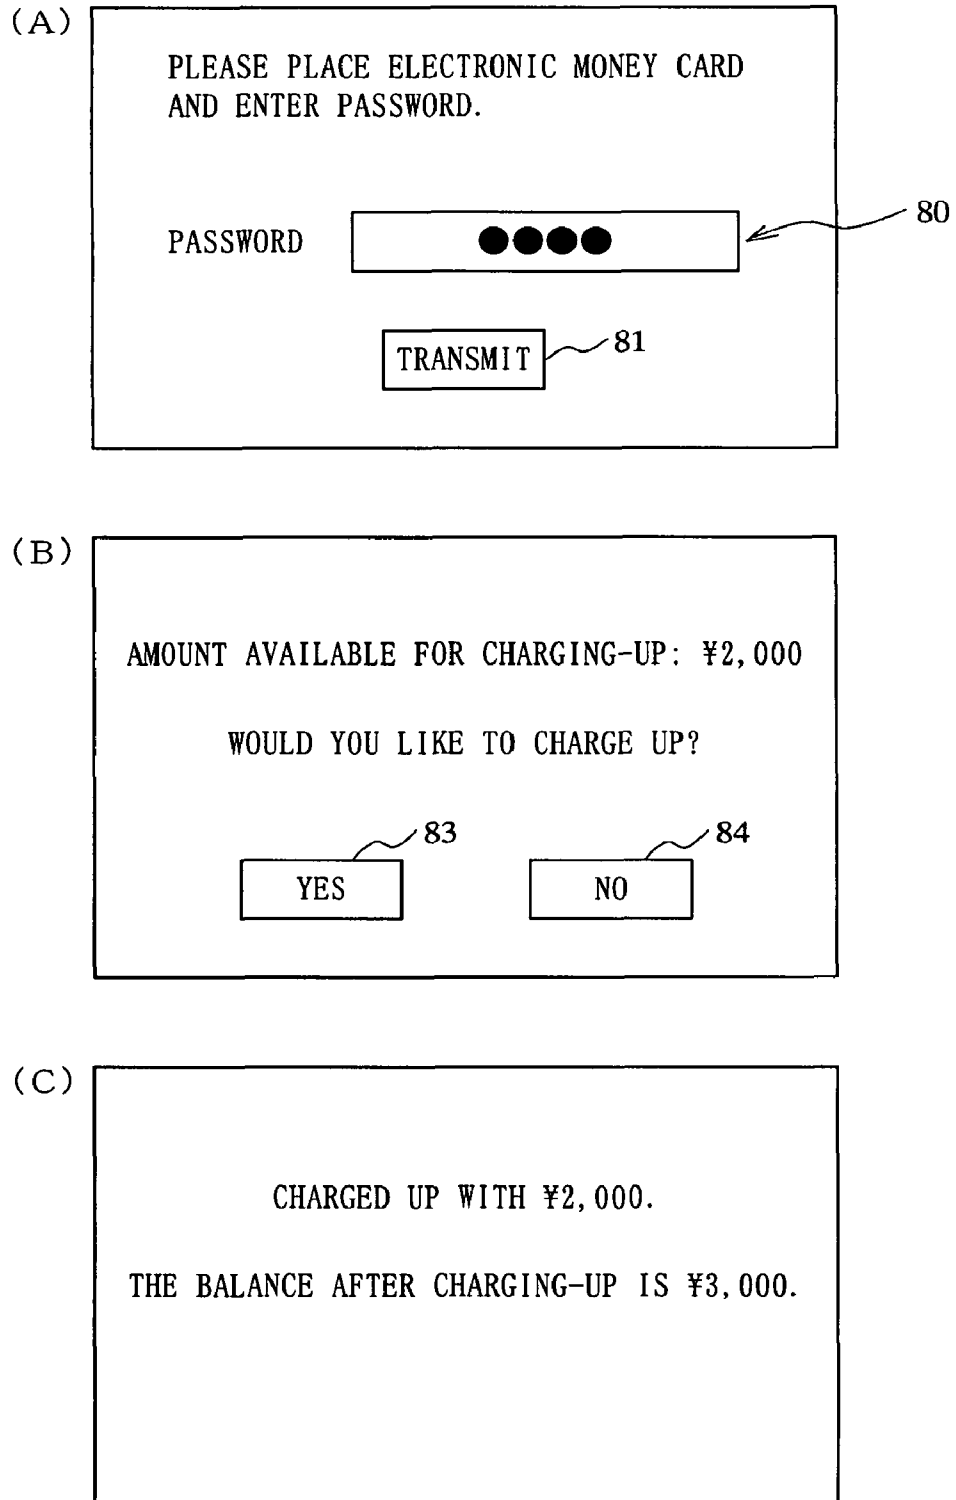 (A)
PLEASE PLACE ELECTRONIC MONEY CARD
AND ENTER PASSWORD.
PASSWORD ●●●● 80
TRANSMIT 81
(B)
AMOUNT AVAILABLE FOR CHARGING-UP: ¥2,000
WOULD YOU LIKE TO CHARGE UP?
83 84
YES NO
(C)
CHARGED UP WITH ¥2,000.
THE BALANCE AFTER CHARGING-UP IS ¥3,000.